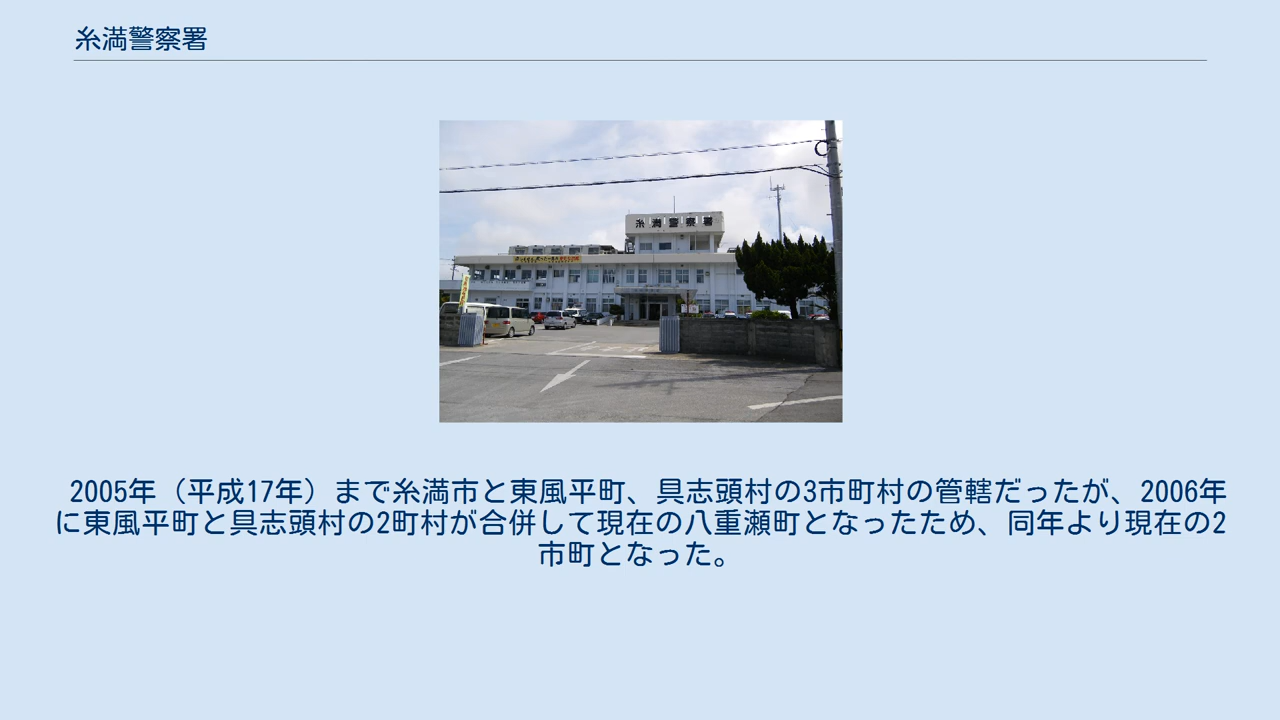 糸満警察署
糸満警察署
2005年（平成17年）まで糸満市と東風平町、具志頭村の3市町村の管轄だったが、2006年
に東風平町と具志頭村の2町村が合併して現在の八重瀬町となったため、同年より現在の2
市町となった。